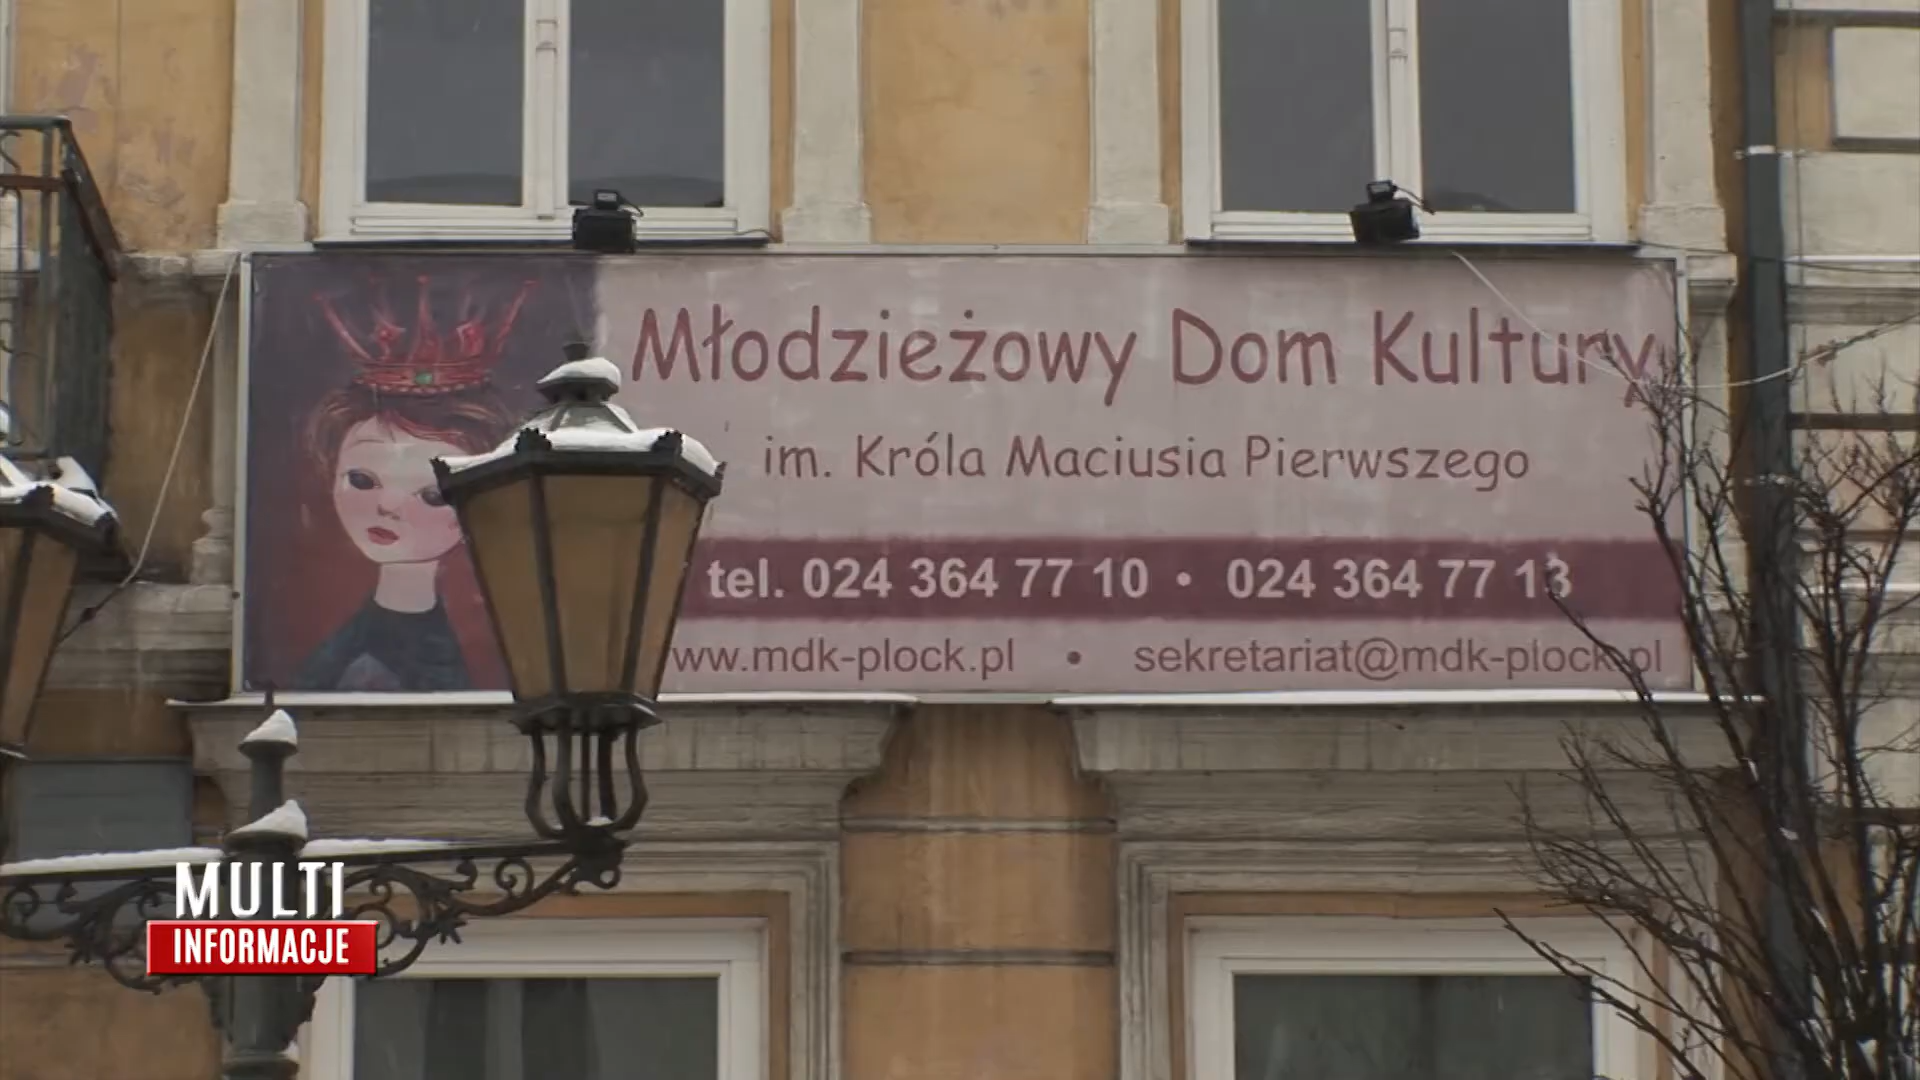 Młodzieżowy Dom Kultury
im. Króla Maciusia Pierwszego
tel. 024 364 77 10 • 024 364 77 13
www.mdk-plock.pl • sekretariat@mdk-plock.pl
MULTI
INFORMACJE